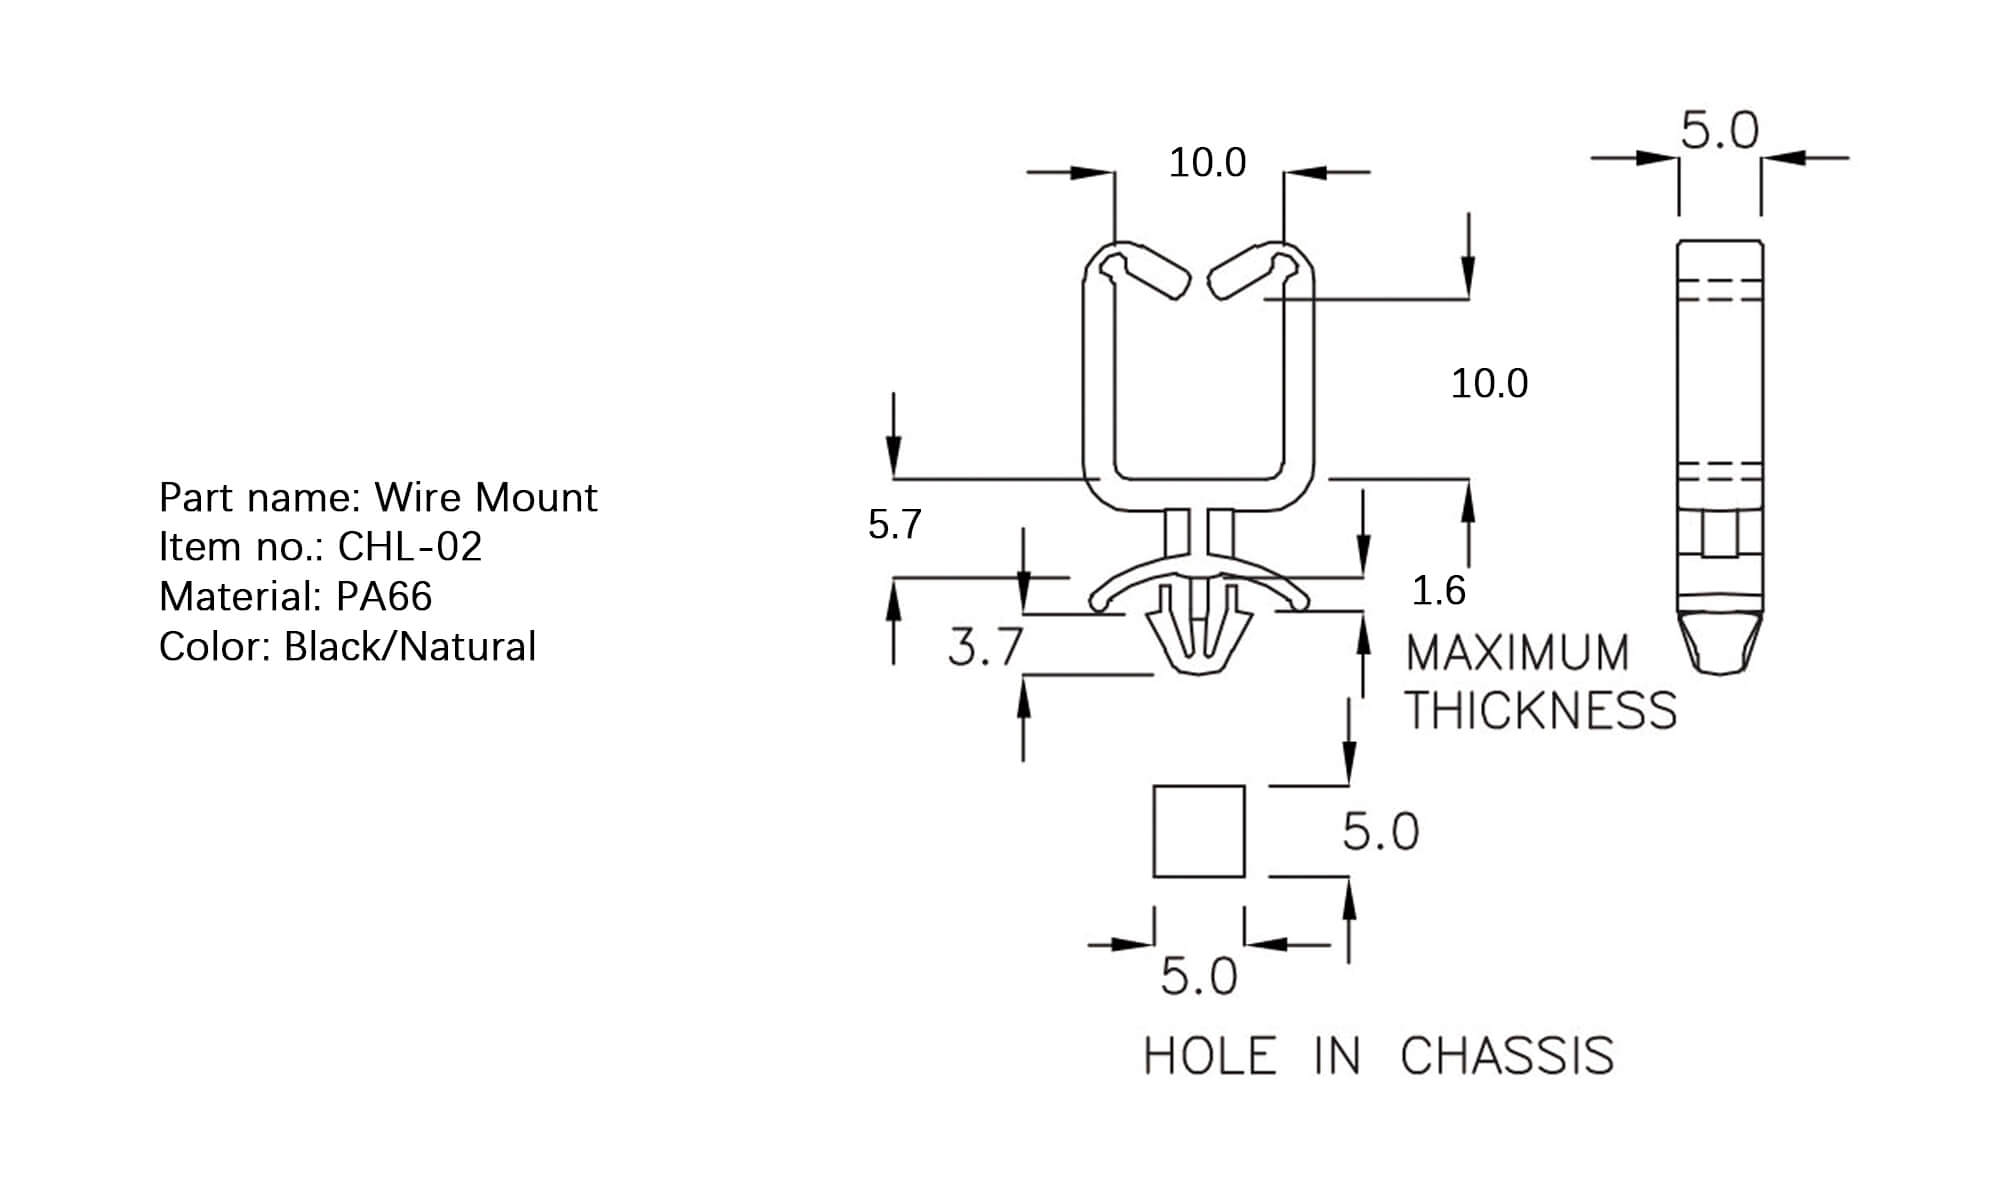 Part name: Wire Mount
Item no.: CHL-02
Material: PA66
Color: Black/Natural
5.0
10.0
10.0
5.7
1.6
3.7
MAXIMUM
THICKNESS
5.0
5.0
HOLE IN CHASSIS